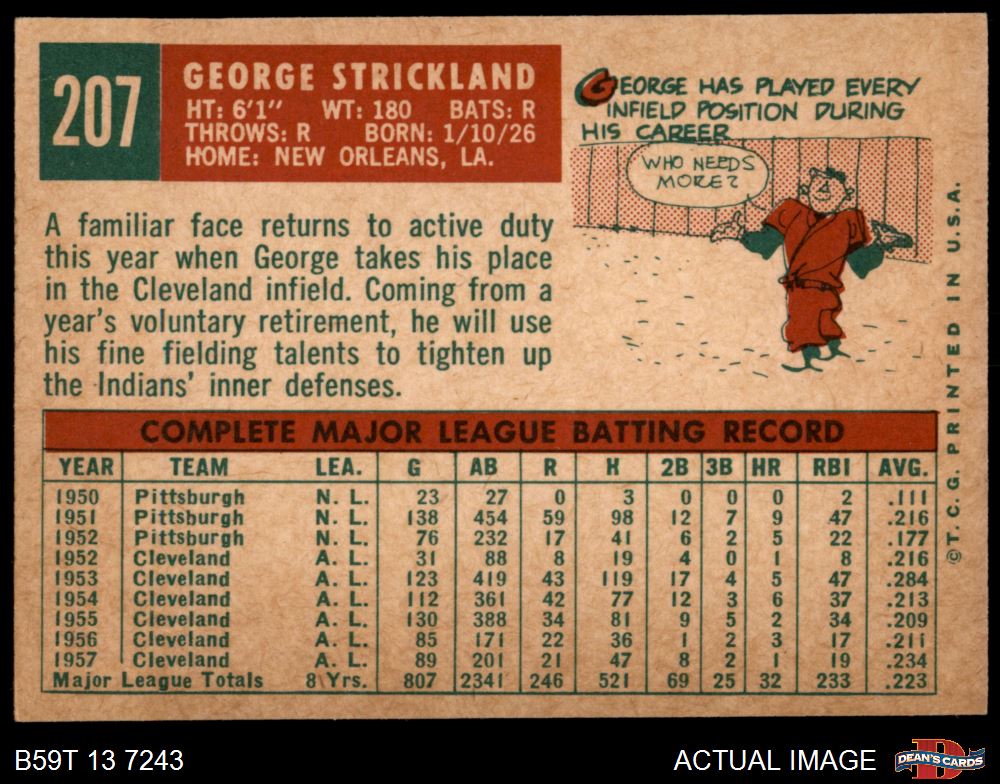 207
GEORGE STRICKLAND
HT: 6'1" WT: 180 BATS: R
THROWS: R BORN: 1/10/26
HOME: NEW ORLEANS, LA.
GEORGE HAS PLAYED EVERY
INFIELD POSITION DURING
HIS CAREER
WHO NEEDS
MORE?
A familiar face returns to active duty
this year when George takes his place
in the Cleveland infield. Coming from a
year's voluntary retirement, he will use
his fine fielding talents to tighten up
the Indians' inner defenses.
COMPLETE MAJOR LEAGUE BATTING RECORD
YEAR TEAM LEA. G AB R H 2B 3B HR RBI AVG.
1950 Pittsburgh N. L. 23 27 0 3 0 0 0 2 .111
1951 Pittsburgh N. L. 138 454 59 98 12 7 9 47 .216
1952 Pittsburgh N. L. 76 232 17 41 6 2 5 22 .177
1952 Cleveland A. L. 31 88 8 19 4 0 1 8 .216
1953 Cleveland A. L. 123 419 43 119 17 4 5 47 .284
1954 Cleveland A. L. 112 361 42 77 12 3 6 37 .213
1955 Cleveland A. L. 130 388 34 81 9 5 2 34 .209
1956 Cleveland A. L. 85 171 22 36 1 2 3 17 .211
1957 Cleveland A. L. 89 201 21 47 8 2 1 19 .234
Major League Totals 8 Yrs. 807 2341 246 521 69 25 32 233 .223
©T.C.G. PRINTED IN U.S.A.
B59T 13 7243
ACTUAL IMAGE
DEAN'S CARDS